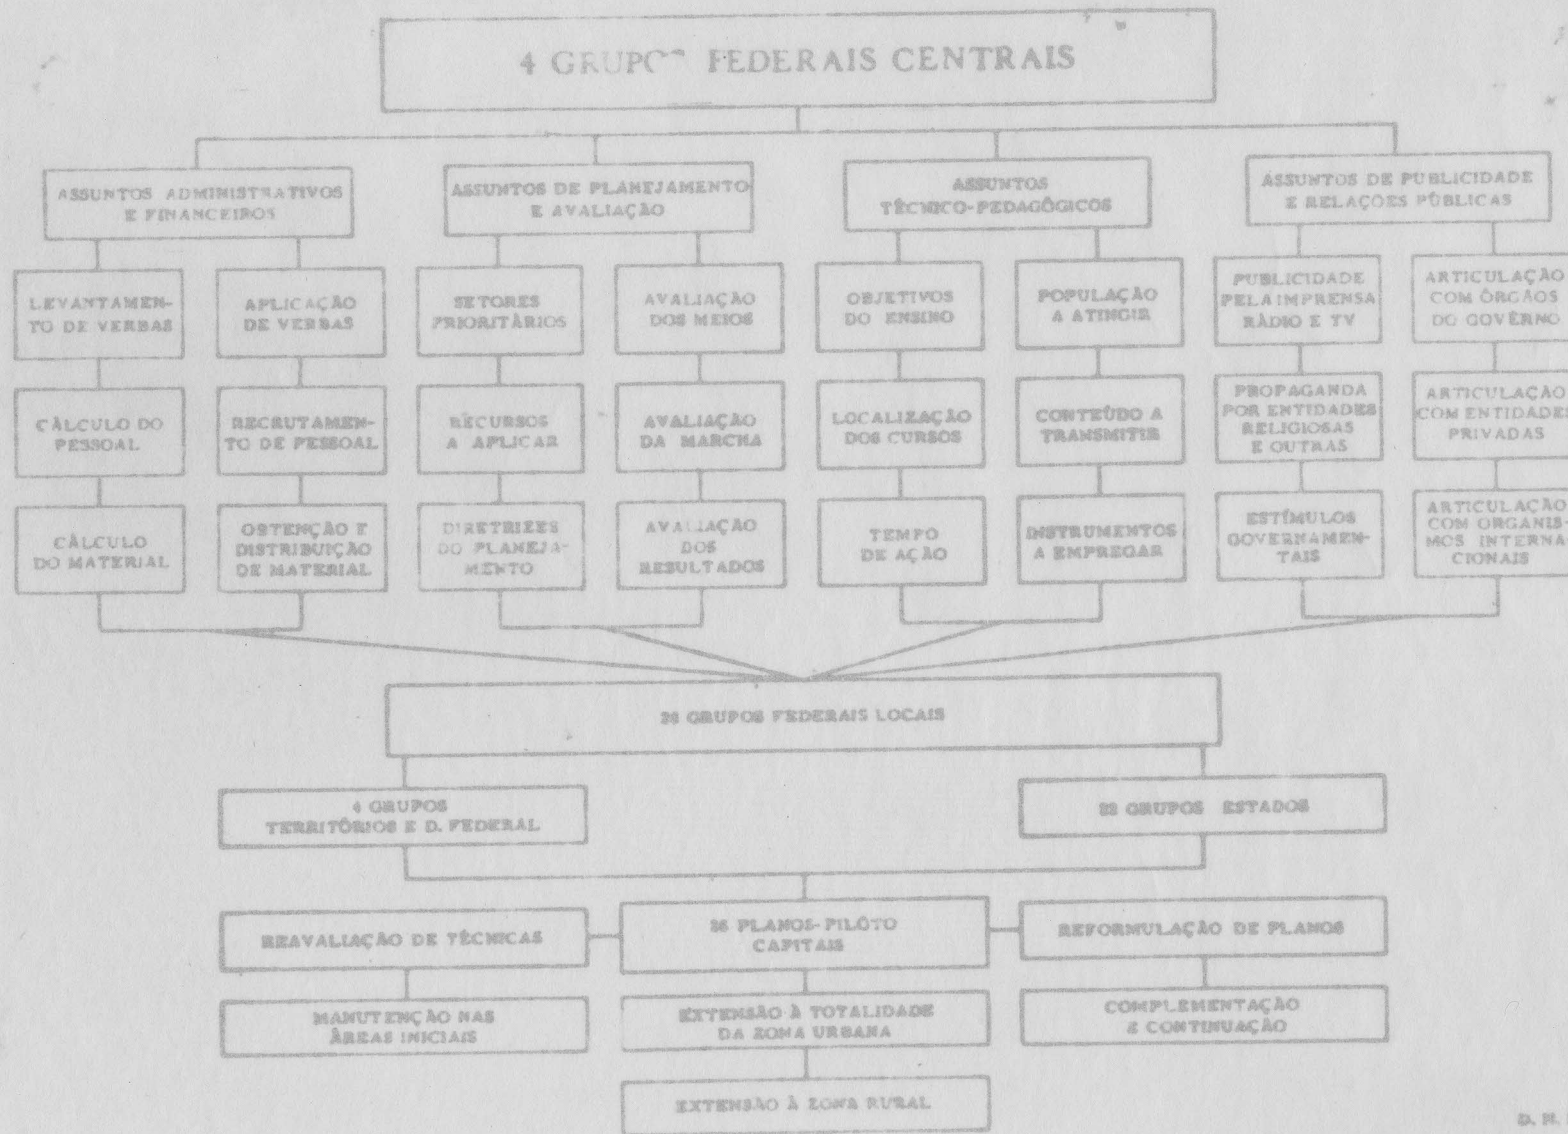 4 GRUPOS FEDERAIS CENTRAIS
ASSUNTOS ADMINISTRATIVOS
E FINANCEIROS
ASSUNTOS DE PLANEJAMENTO
E AVALIAÇÃO
ASSUNTOS
TÉCNICO-PEDAGÓGICOS
ASSUNTOS DE PUBLICIDADE
E RELAÇÕES PÚBLICAS
LEVANTAMEN-
TO DE VERBAS
APLICAÇÃO
DE VERBAS
SETORES
PRIORITÁRIOS
AVALIAÇÃO
DOS MEIOS
OBJETIVOS
DO ENSINO
POPULAÇÃO
A ATINGIR
PUBLICIDADE
PELA IMPRENSA
RÁDIO E TV
ARTICULAÇÃO
COM ÓRGÃOS
DO GOVÊRNO
CÁLCULO DO
PESSOAL
RECRUTAMEN-
TO DE PESSOAL
RECURSOS
A APLICAR
AVALIAÇÃO
DA MARCHA
LOCALIZAÇÃO
DOS CURSOS
CONTEÚDO A
TRANSMITIR
PROPAGANDA
POR ENTIDADES
RELIGIOSAS
E OUTRAS
ARTICULAÇÃO
COM ENTIDADES
PRIVADAS
CÁLCULO
DO MATERIAL
OBTENÇÃO E
DISTRIBUIÇÃO
DE MATERIAL
DIRETRIZES
DO PLANEJA-
MENTO
AVALIAÇÃO
DOS
RESULTADOS
TEMPO
DE AÇÃO
INSTRUMENTOS
A EMPREGAR
ESTÍMULOS
GOVERNAMEN-
TAIS
ARTICULAÇÃO
COM ORGANIS-
MOS INTERNA-
CIONAIS
26 GRUPOS FEDERAIS LOCAIS
4 GRUPOS
TERRITÓRIOS E D. FEDERAL
22 GRUPOS ESTADOS
REAVALIAÇÃO DE TÉCNICAS
26 PLANOS-PILÔTO
CAPITAIS
REFORMULAÇÃO DE PLANOS
MANUTENÇÃO NAS
ÁREAS INICIAIS
EXTENSÃO À TOTALIDADE
DA ZONA URBANA
COMPLEMENTAÇÃO
E CONTINUAÇÃO
EXTENSÃO À ZONA RURAL